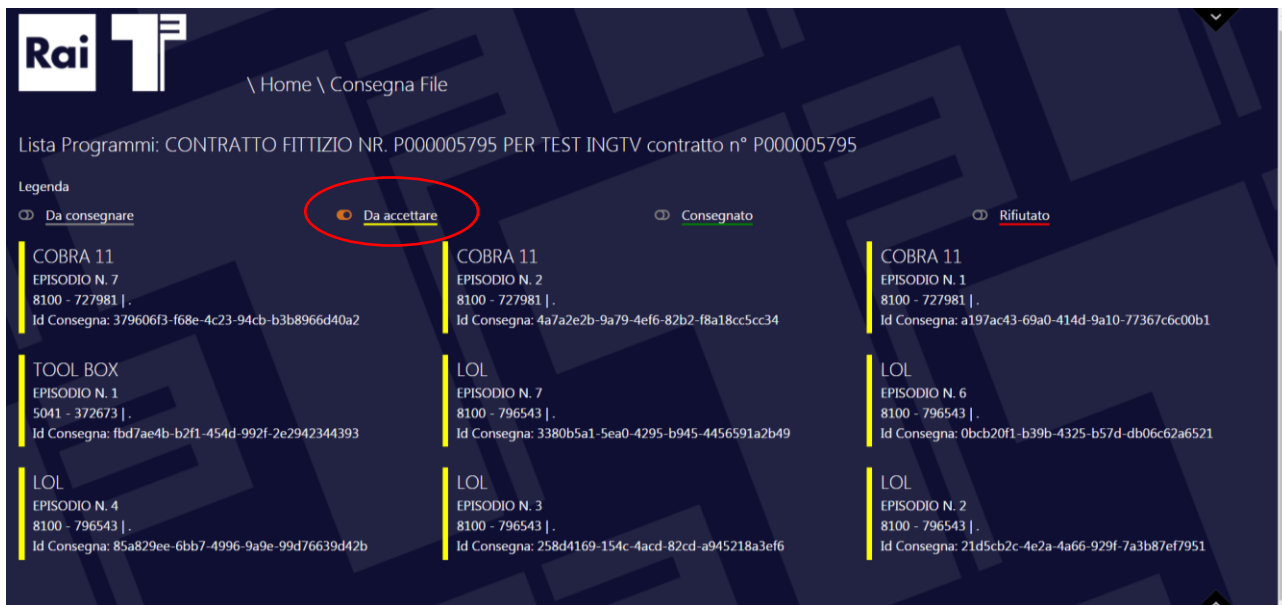 Rai
\ Home \ Consegna File
Lista Programmi: CONTRATTO FITTIZIO NR. P000005795 PER TEST INGTV contratto n° P000005795
Legenda
Da consegnare
Da accettare
Consegnato
Rifiutato
COBRA 11
EPISODIO N. 7
8100 - 727981 | .
Id Consegna: 379606f3-f68e-4c23-94cb-b3b8966d40a2
COBRA 11
EPISODIO N. 2
8100 - 727981 | .
Id Consegna: 4a7a2e2b-9a79-4ef6-82b2-f8a18cc5cc34
COBRA 11
EPISODIO N. 1
8100 - 727981 | .
Id Consegna: a197ac43-69a0-414d-9a10-77367c6c00b1
TOOL BOX
EPISODIO N. 1
5041 - 372673 | .
Id Consegna: fbd7ae4b-b2f1-454d-992f-2e2942344393
LOL
EPISODIO N. 7
8100 - 796543 | .
Id Consegna: 3380b5a1-5ea0-4295-b945-4456591a2b49
LOL
EPISODIO N. 6
8100 - 796543 | .
Id Consegna: 0bcb20f1-b39b-4325-b57d-db06c62a6521
LOL
EPISODIO N. 4
8100 - 796543 | .
Id Consegna: 85a829ee-6bb7-4996-9a9e-99d76639d42b
LOL
EPISODIO N. 3
8100 - 796543 | .
Id Consegna: 258d4169-154c-4acd-82cd-a945218a3ef6
LOL
EPISODIO N. 2
8100 - 796543 | .
Id Consegna: 21d5cb2c-4e2a-4a66-929f-7a3b87ef7951